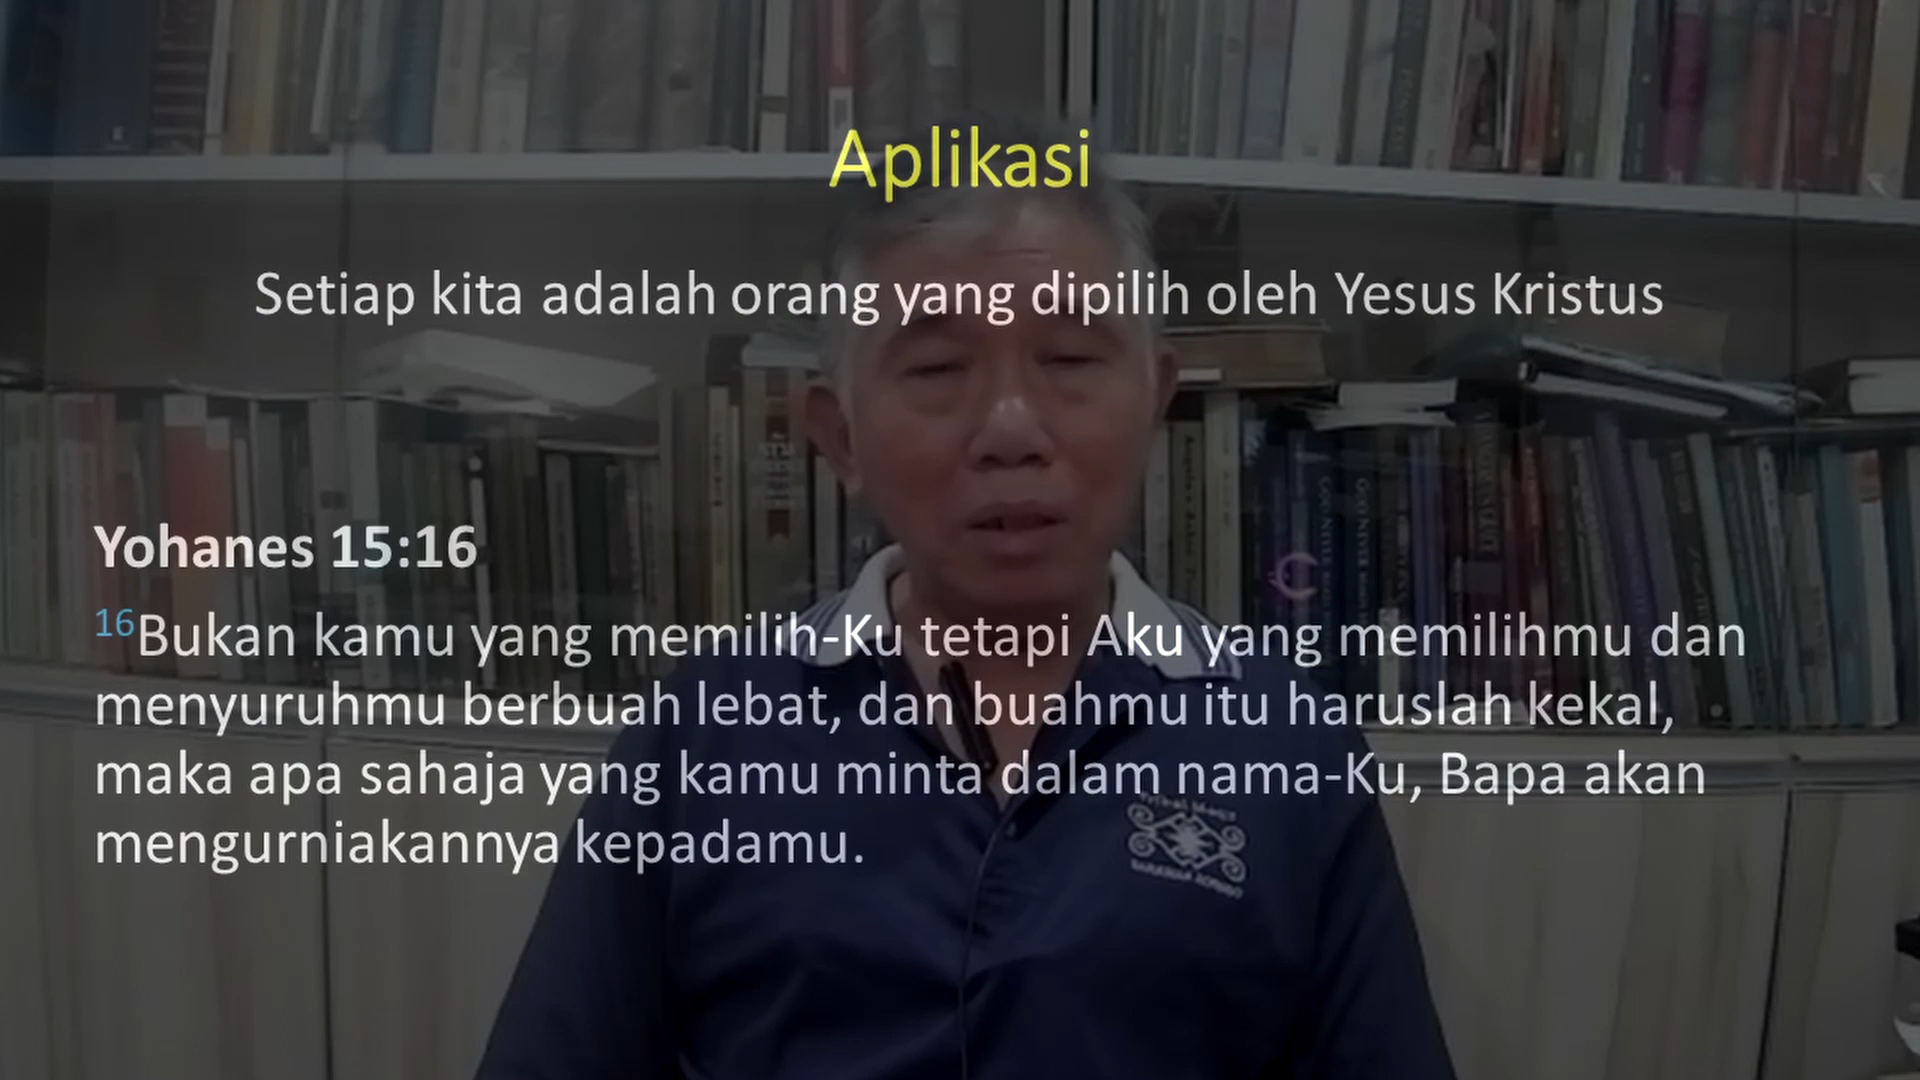 Aplikasi
Setiap kita adalah orang yang dipilih oleh Yesus Kristus
Yohanes 15:16
16Bukan kamu yang memilih-Ku tetapi Aku yang memilihmu dan
menyuruhmu berbuah lebat, dan buahmu itu haruslah kekal,
maka apa sahaja yang kamu minta dalam nama-Ku, Bapa akan
mengurniakannya kepadamu.